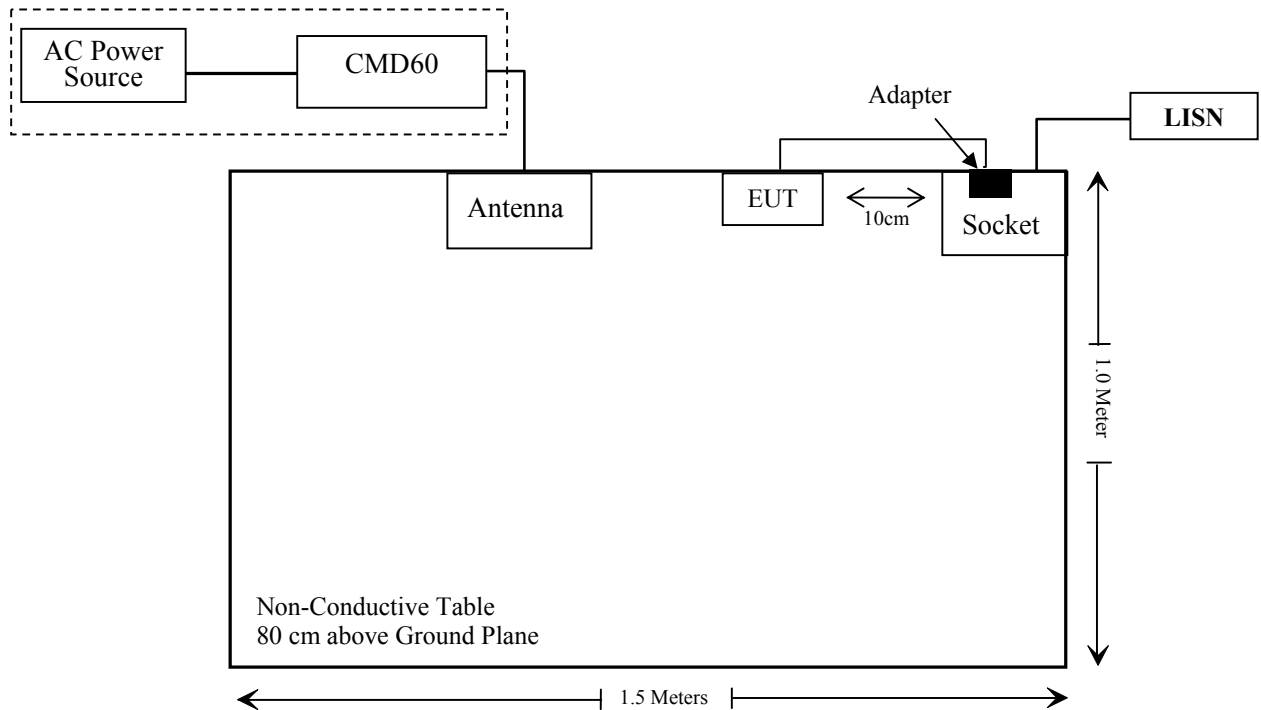 AC Power
Source
CMD60
Adapter
LISN
Antenna
EUT
10cm
Socket
1.0 Meter
Non-Conductive Table
80 cm above Ground Plane
1.5 Meters